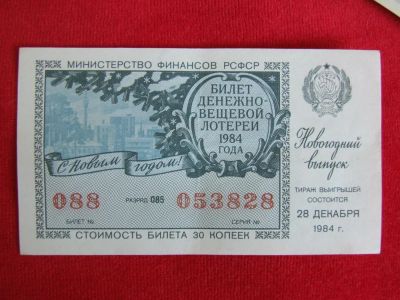 МИНИСТЕРСТВО ФИНАНСОВ РСФСР
БИЛЕТ
ДЕНЕЖНО-
ВЕЩЕВОЙ
ЛОТЕРЕИ
1984
ГОДА
С Новым годом!
Новогодний
выпуск
088
РАЗРЯД 085
053828
БИЛЕТ №
СЕРИЯ №
ТИРАЖ ВЫИГРЫШЕЙ
СОСТОИТСЯ
28 ДЕКАБРЯ
1984 г.
СТОИМОСТЬ БИЛЕТА 30 КОПЕЕК